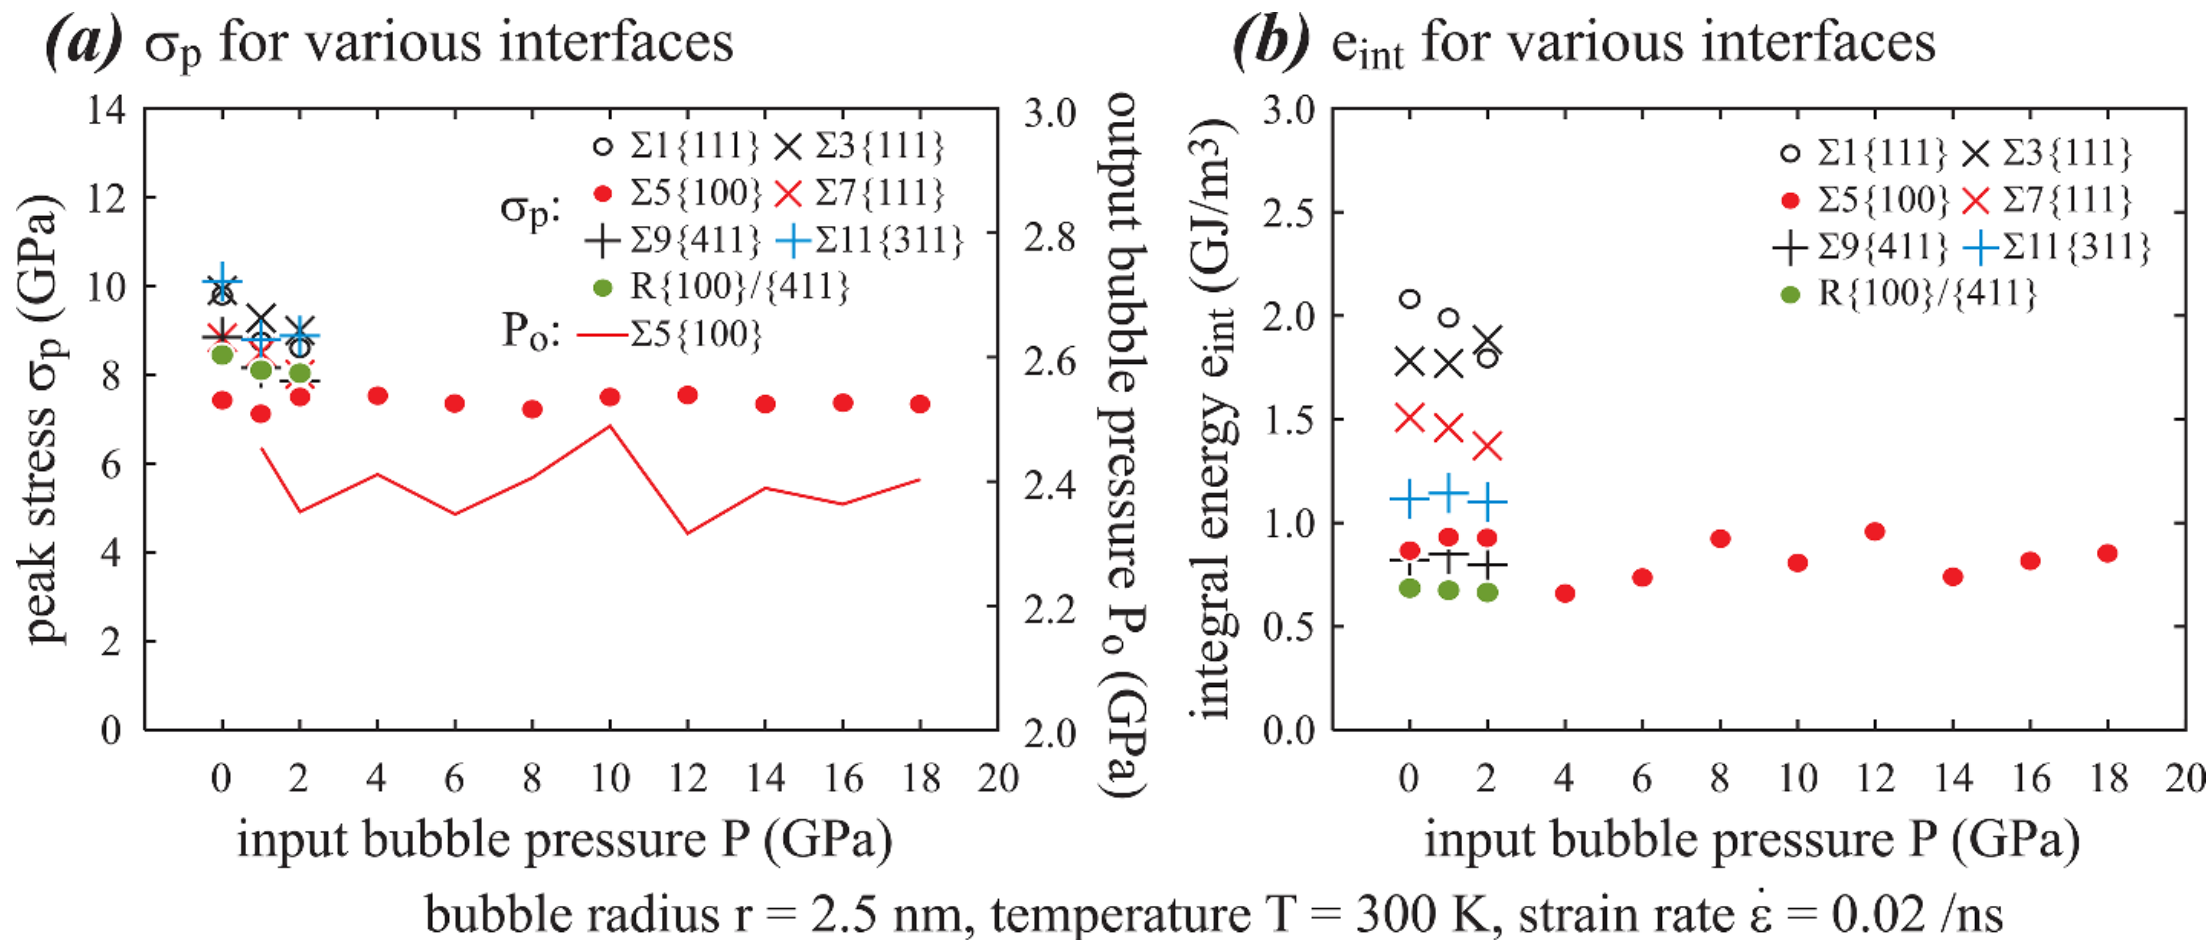 (a) σp for various interfaces
14
12
10
8
6
4
2
0
peak stress σp (GPa)
Σ1{111} Σ3{111}
σp: Σ5{100} Σ7{111}
Σ9{411} Σ11{311}
R{100}/{411}
Po: Σ5{100}
3.0
2.8
2.6
2.4
2.2
2.0
output bubble pressure Po (GPa)
0 2 4 6 8 10 12 14 16 18 20
input bubble pressure P (GPa)
(b) eint for various interfaces
3.0
2.5
2.0
1.5
1.0
0.5
0.0
integral energy eint (GJ/m3)
Σ1{111} Σ3{111}
Σ5{100} Σ7{111}
Σ9{411} Σ11{311}
R{100}/{411}
0 2 4 6 8 10 12 14 16 18 20
input bubble pressure P (GPa)
bubble radius r = 2.5 nm, temperature T = 300 K, strain rate ε̇ = 0.02 /ns